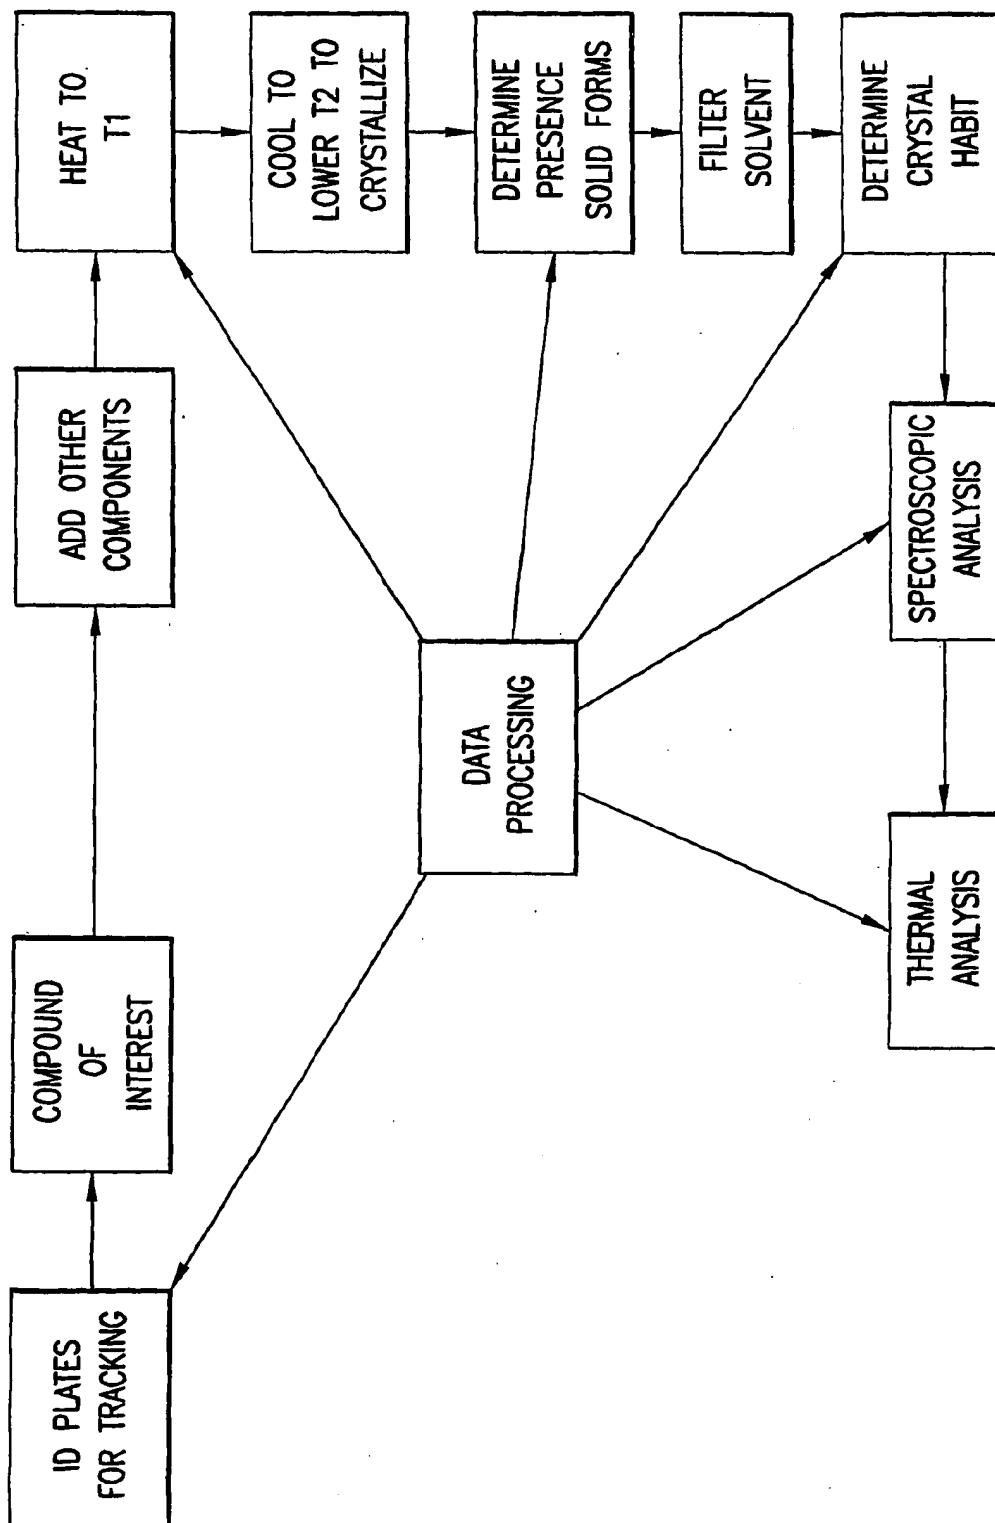 ID PLATES
FOR TRACKING
COMPOUND
OF
INTEREST
ADD OTHER
COMPONENTS
HEAT TO
T1
COOL TO
LOWER T2 TO
CRYSTALLIZE
DETERMINE
PRESENCE
SOLID FORMS
FILTER
SOLVENT
DETERMINE
CRYSTAL
HABIT
SPECTROSCOPIC
ANALYSIS
THERMAL
ANALYSIS
DATA
PROCESSING